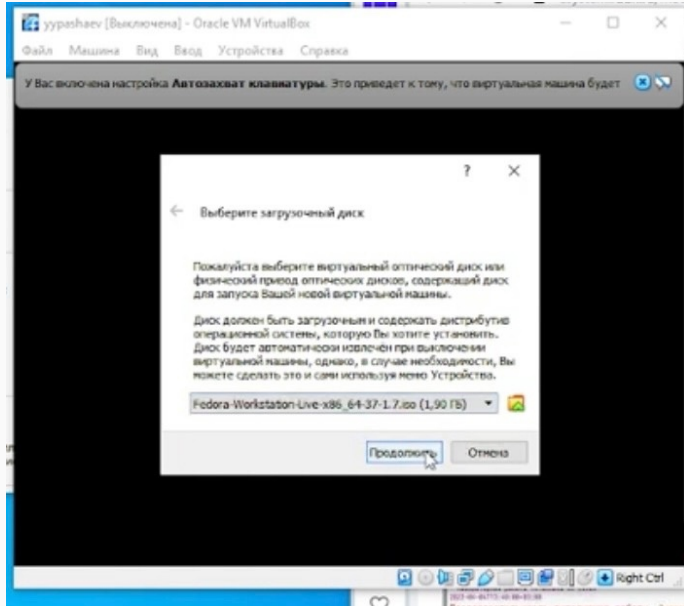 yypashaev [Выключена] - Oracle VM VirtualBox
Файл Машина Вид Ввод Устройства Справка
У Вас включена настройка Автозахват клавиатуры. Это приведет к тому, что виртуальная машина будет
?
Выберите загрузочный диск
Пожалуйста выберите виртуальный оптический диск или
физический привод оптических дисков, содержащий диск
для запуска Вашей новой виртуальной машины.
Диск должен быть загрузочным и содержать дистрибутив
операционной системы, которую Вы хотите установить.
Диск будет автоматически извлечён при выключении
виртуальной машины, однако, в случае необходимости, Вы
можете сделать это и сами используя меню Устройства.
Fedora-Workstation-Live-x86_64-37-1.7.iso (1,90 ГБ)
Продолжить Отмена
Right Ctrl